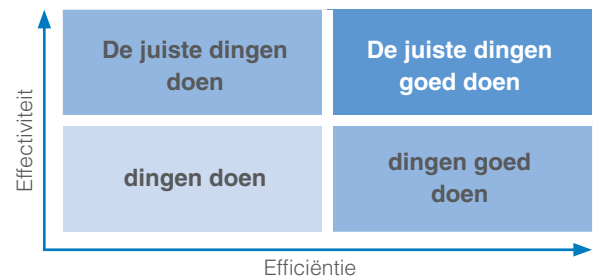 Effectiviteit
De juiste dingen
doen
De juiste dingen
goed doen
dingen doen
dingen goed
doen
Efficiëntie